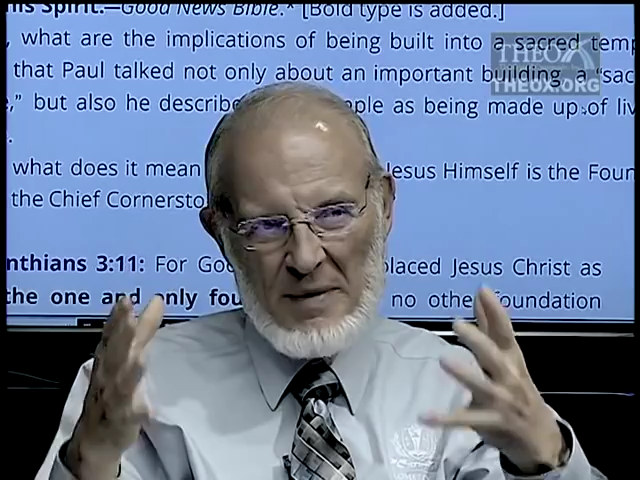 his Spirit.—Good News Bible.* [Bold type is added.]
, what are the implications of being built into a sacred temp
that Paul talked not only about an important building, a "sac
e," but also he describe ple as being made up of liv
what does it mean Jesus Himself is the Foun
the Chief Cornersto
nthians 3:11: For Go placed Jesus Christ as
the one and only fou no other foundation
THEOX
THEOX.ORG